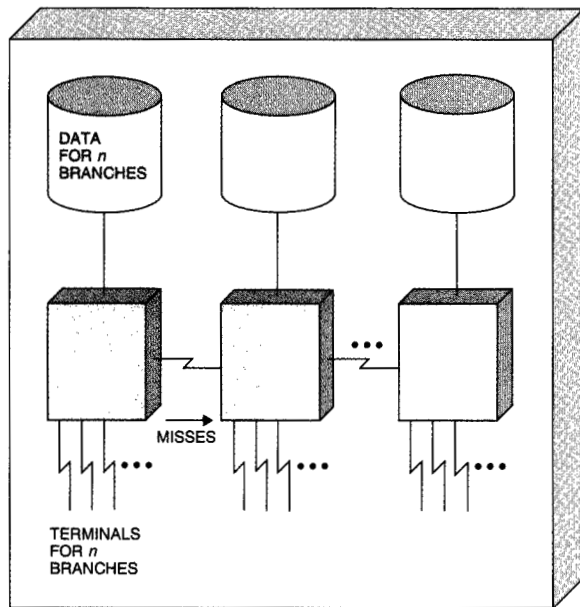 DATA
FOR n
BRANCHES
•••
MISSES
••• ••• •••
TERMINALS
FOR n
BRANCHES